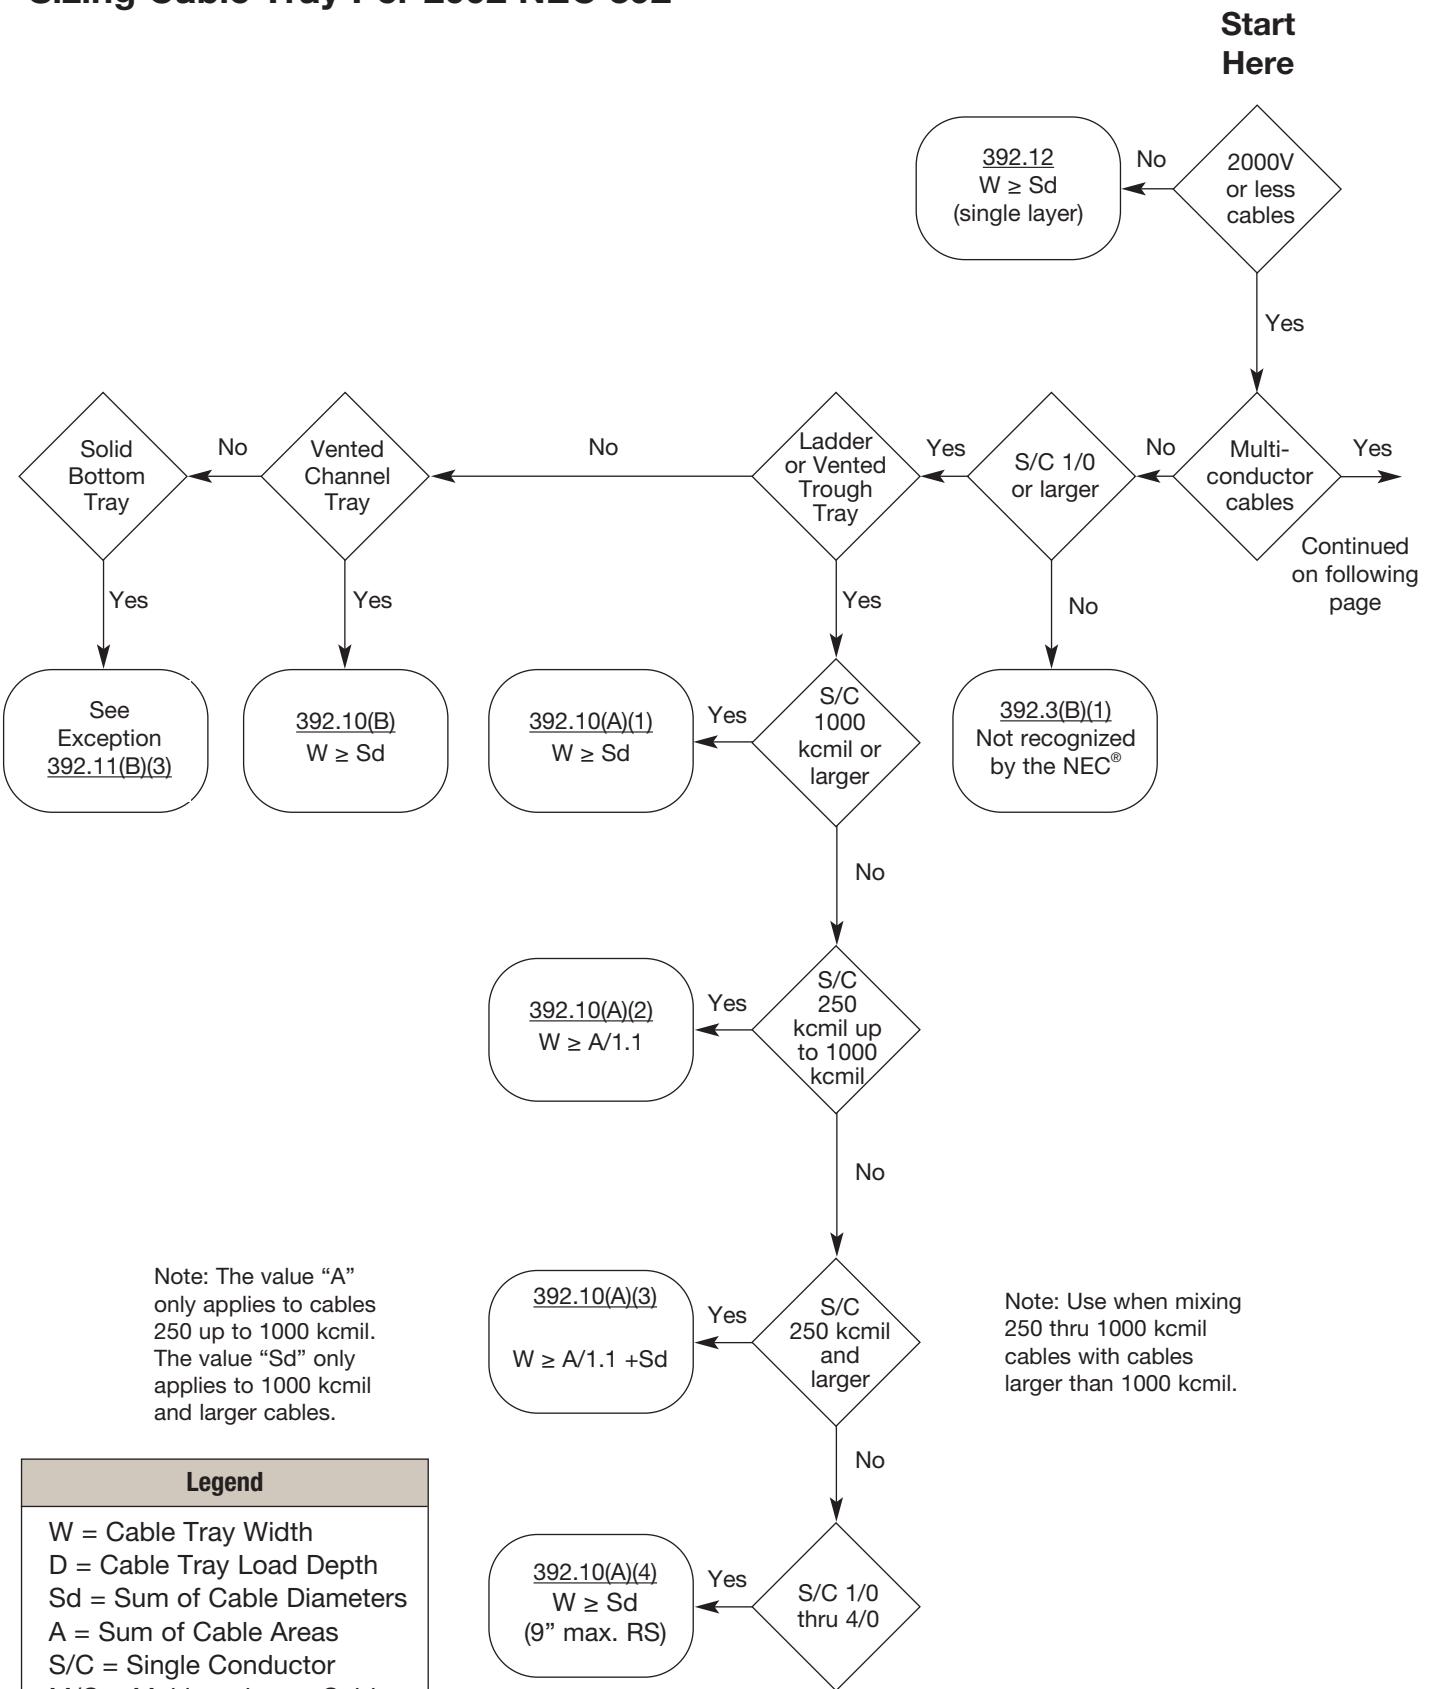 Start
Here
392.12
W ≥ Sd
(single layer)
No
2000V
or less
cables
Yes
Solid
Bottom
Tray
No
Vented
Channel
Tray
No
Ladder
or Vented
Trough
Tray
Yes
S/C 1/0
or larger
No
Multi-
conductor
cables
Yes
Continued
on following
page
Yes
Yes
Yes
No
See
Exception
392.11(B)(3)
392.10(B)
W ≥ Sd
392.10(A)(1)
W ≥ Sd
Yes
S/C
1000
kcmil or
larger
392.3(B)(1)
Not recognized
by the NEC®
No
392.10(A)(2)
W ≥ A/1.1
Yes
S/C
250
kcmil up
to 1000
kcmil
No
Note: The value “A”
only applies to cables
250 up to 1000 kcmil.
The value “Sd” only
applies to 1000 kcmil
and larger cables.
392.10(A)(3)
W ≥ A/1.1 +Sd
Yes
S/C
250 kcmil
and
larger
Note: Use when mixing
250 thru 1000 kcmil
cables with cables
larger than 1000 kcmil.
No
Legend
W = Cable Tray Width
D = Cable Tray Load Depth
Sd = Sum of Cable Diameters
A = Sum of Cable Areas
S/C = Single Conductor
392.10(A)(4)
W ≥ Sd
(9” max. RS)
Yes
S/C 1/0
thru 4/0